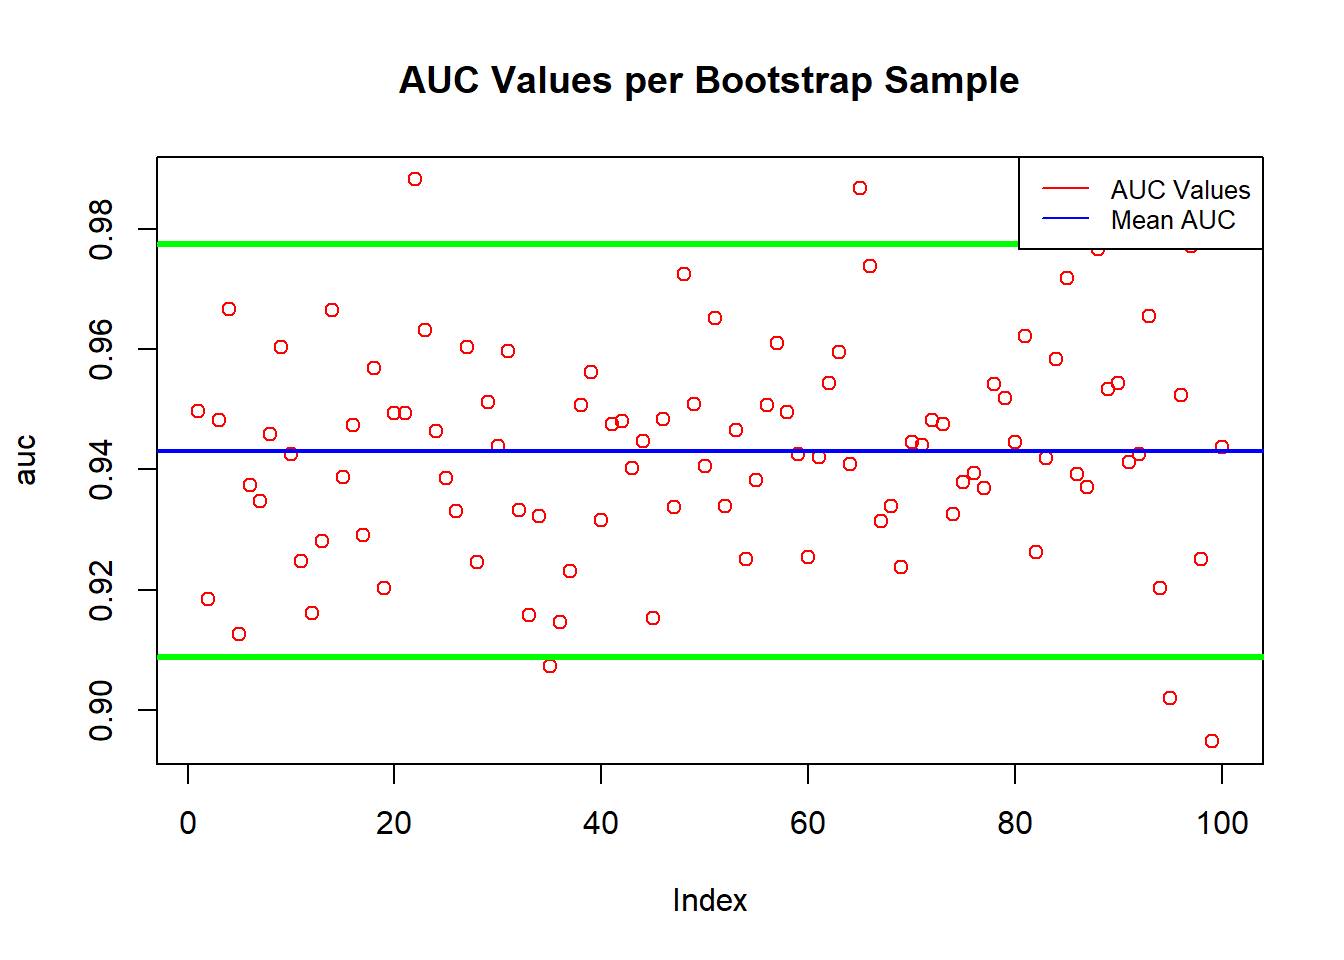 AUC Values per Bootstrap Sample
AUC Values
Mean AUC
auc
0.98
0.96
0.94
0.92
0.90
0 20 40 60 80 100
Index